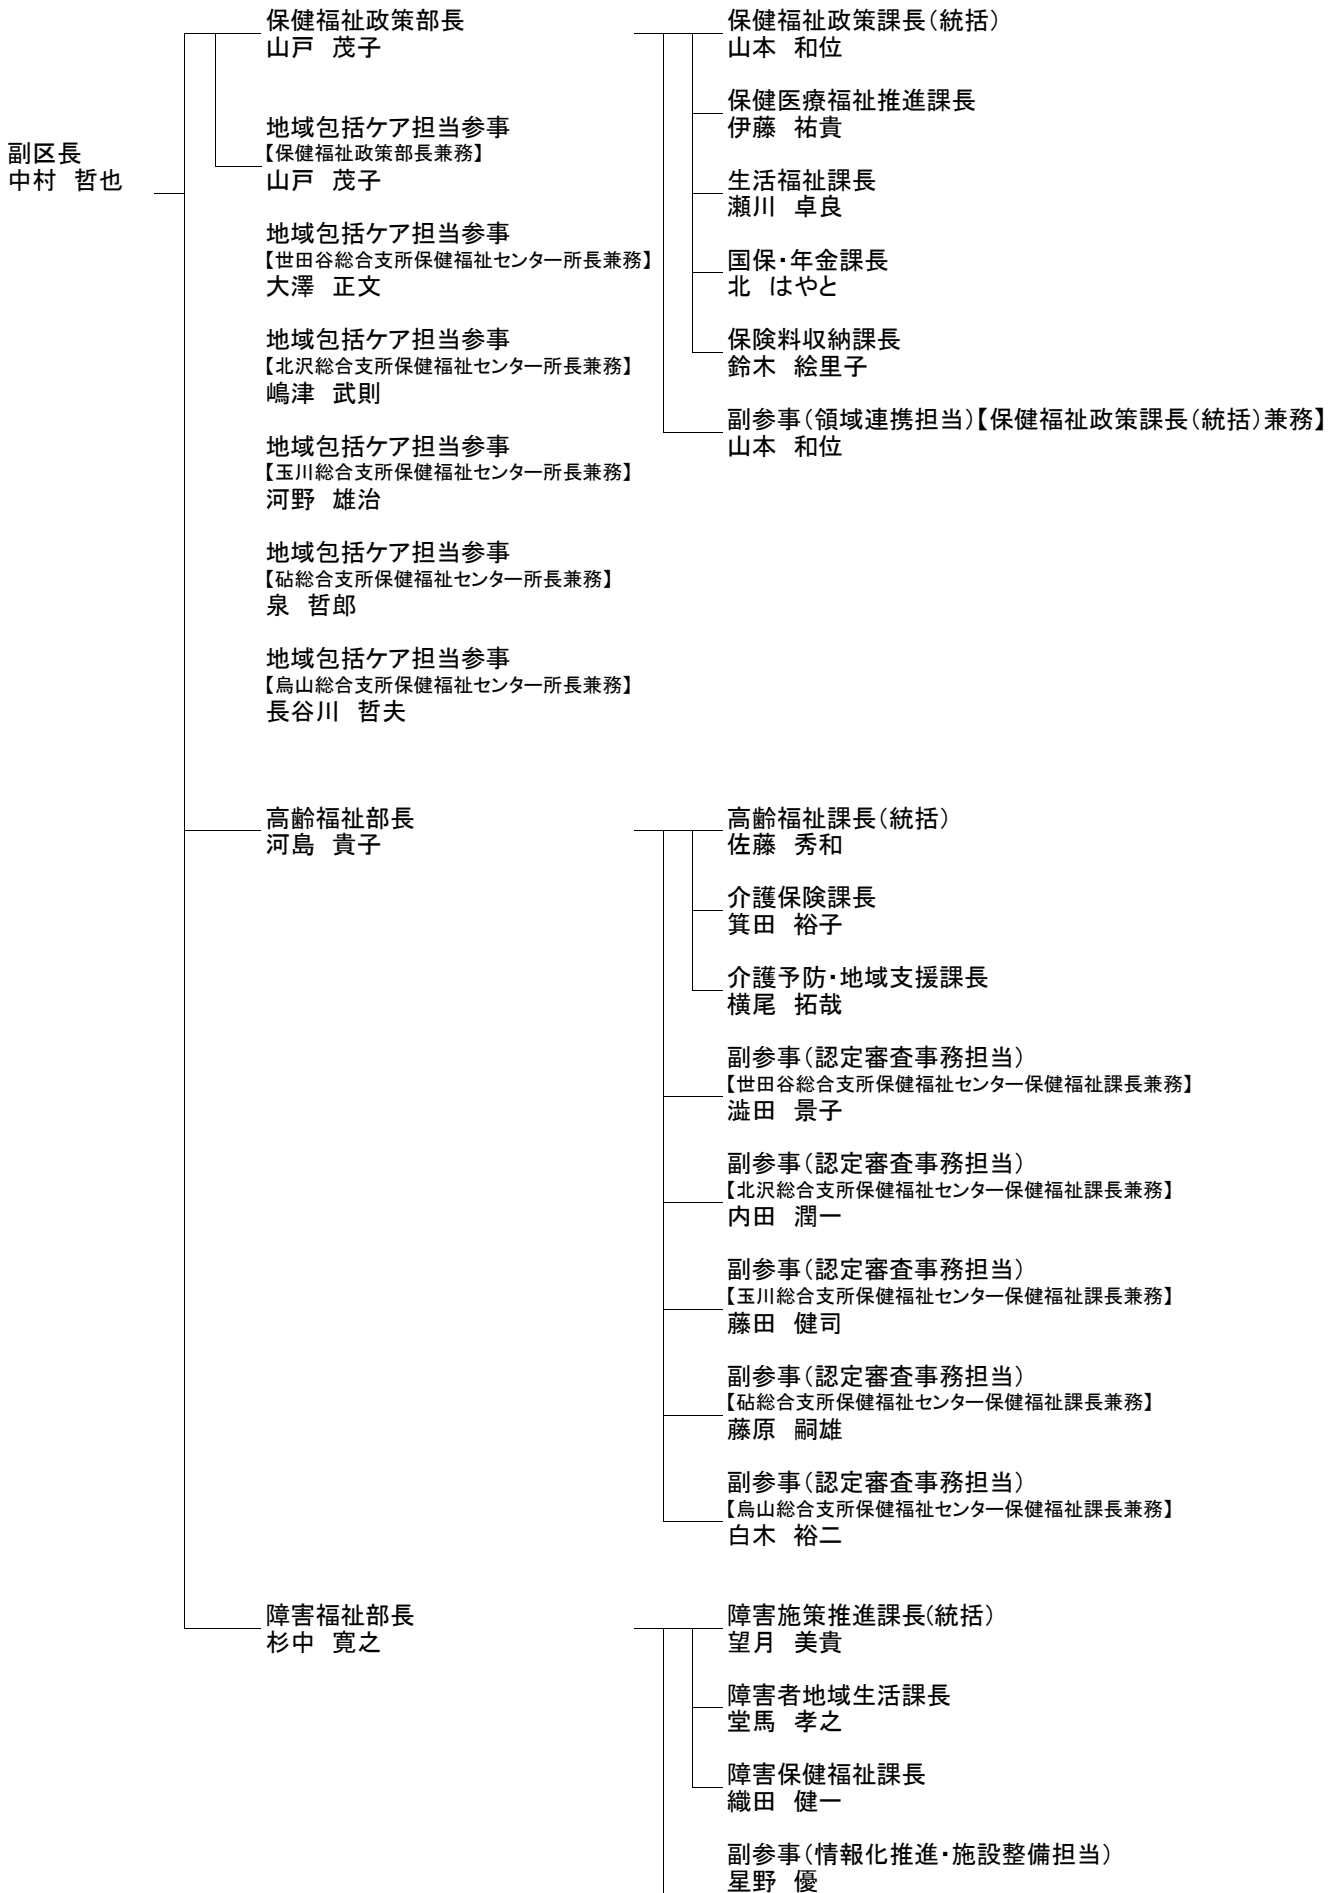 副区長
中村　哲也
保健福祉政策部長
山戸　茂子
地域包括ケア担当参事
【保健福祉政策部長兼務】
山戸　茂子
地域包括ケア担当参事
【世田谷総合支所保健福祉センター所長兼務】
大澤　正文
地域包括ケア担当参事
【北沢総合支所保健福祉センター所長兼務】
嶋津　武則
地域包括ケア担当参事
【玉川総合支所保健福祉センター所長兼務】
河野　雄治
地域包括ケア担当参事
【砧総合支所保健福祉センター所長兼務】
泉　哲郎
地域包括ケア担当参事
【烏山総合支所保健福祉センター所長兼務】
長谷川　哲夫
保健福祉政策課長（統括）
山本　和位
保健医療福祉推進課長
伊藤　祐貴
生活福祉課長
瀬川　卓良
国保・年金課長
北　はやと
保険料収納課長
鈴木　絵里子
副参事（領域連携担当）【保健福祉政策課長（統括）兼務】
山本　和位
高齢福祉部長
河島　貴子
高齢福祉課長（統括）
佐藤　秀和
介護保険課長
箕田　裕子
介護予防・地域支援課長
横尾　拓哉
副参事（認定審査事務担当）
【世田谷総合支所保健福祉センター保健福祉課長兼務】
澁田　景子
副参事（認定審査事務担当）
【北沢総合支所保健福祉センター保健福祉課長兼務】
内田　潤一
副参事（認定審査事務担当）
【玉川総合支所保健福祉センター保健福祉課長兼務】
藤田　健司
副参事（認定審査事務担当）
【砧総合支所保健福祉センター保健福祉課長兼務】
藤原　嗣雄
副参事（認定審査事務担当）
【烏山総合支所保健福祉センター保健福祉課長兼務】
白木　裕二
障害福祉部長
杉中　寛之
障害施策推進課長(統括）
望月　美貴
障害者地域生活課長
堂馬　孝之
障害保健福祉課長
織田　健一
副参事（情報化推進・施設整備担当）
星野　優